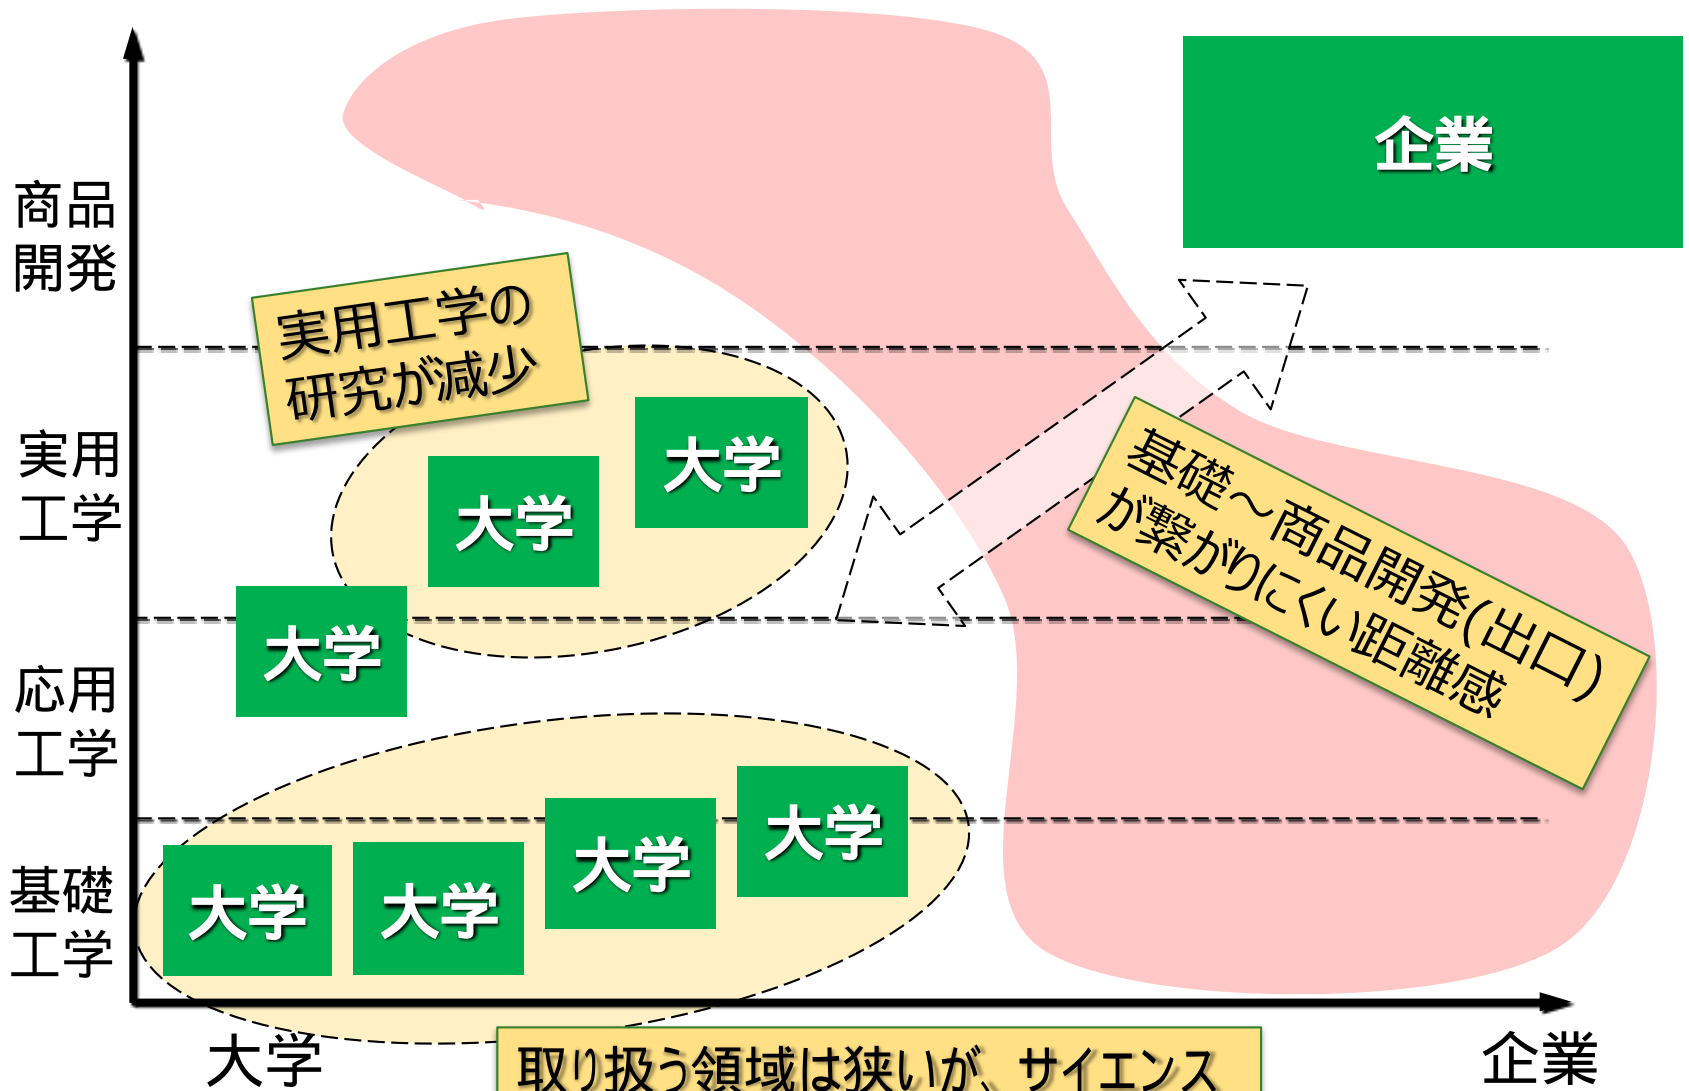 企業
商品
開発
実用工学の
研究が減少
大学
大学
実用
工学
基礎～商品開発(出口)
が繋がりにくい距離感
大学
応用
工学
大学
大学
大学
大学
基礎
工学
大学
企業
取り扱う領域は狭いが、サイエンス